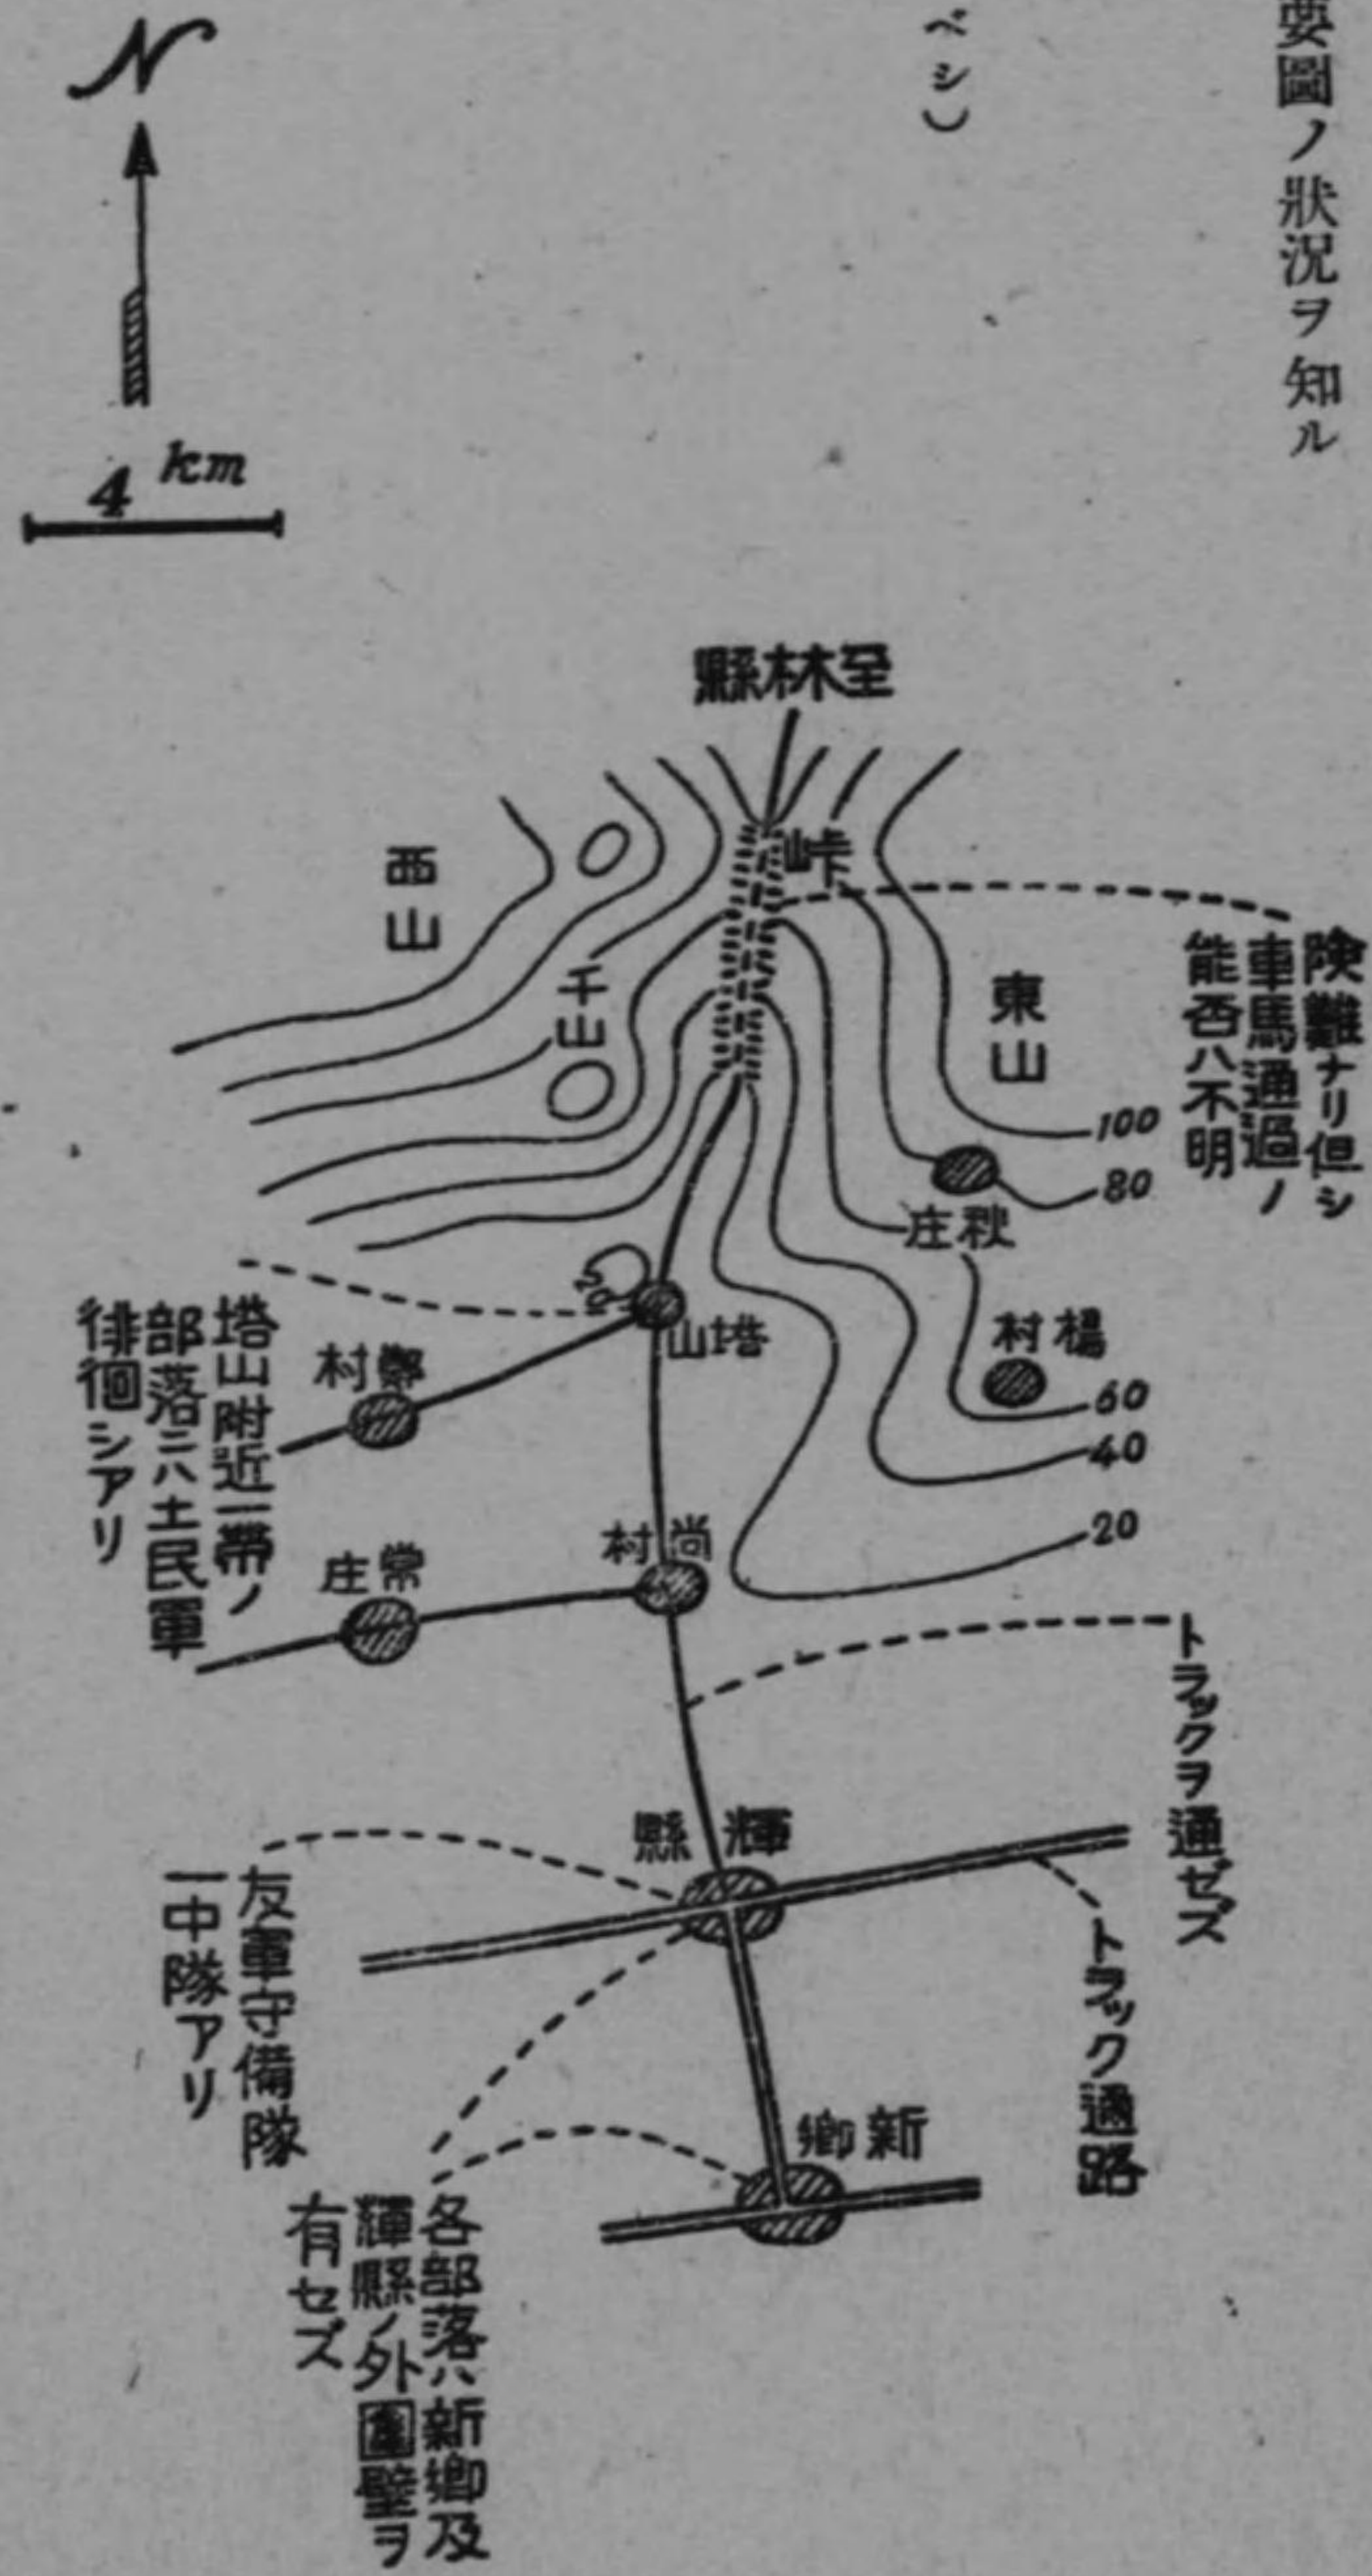 要圖ノ狀況ヲ知ル
ベシ)
N
4 km
至林縣
峠
西山
千山
東山
険難ナリ但シ
車馬通過ノ
能否ハ不明
100
80
秋庄
楊村
60
40
20
塔山
鄭村
塔山附近一帯ノ
部落ニハ土民軍
徘徊シアリ
尚村
常庄
トラックヲ通ゼズ
輝縣
トラック通路
友軍守備隊
一中隊アリ
新鄉
各部落ハ新鄉及
輝縣ノ外圍壁ヲ
有セズ